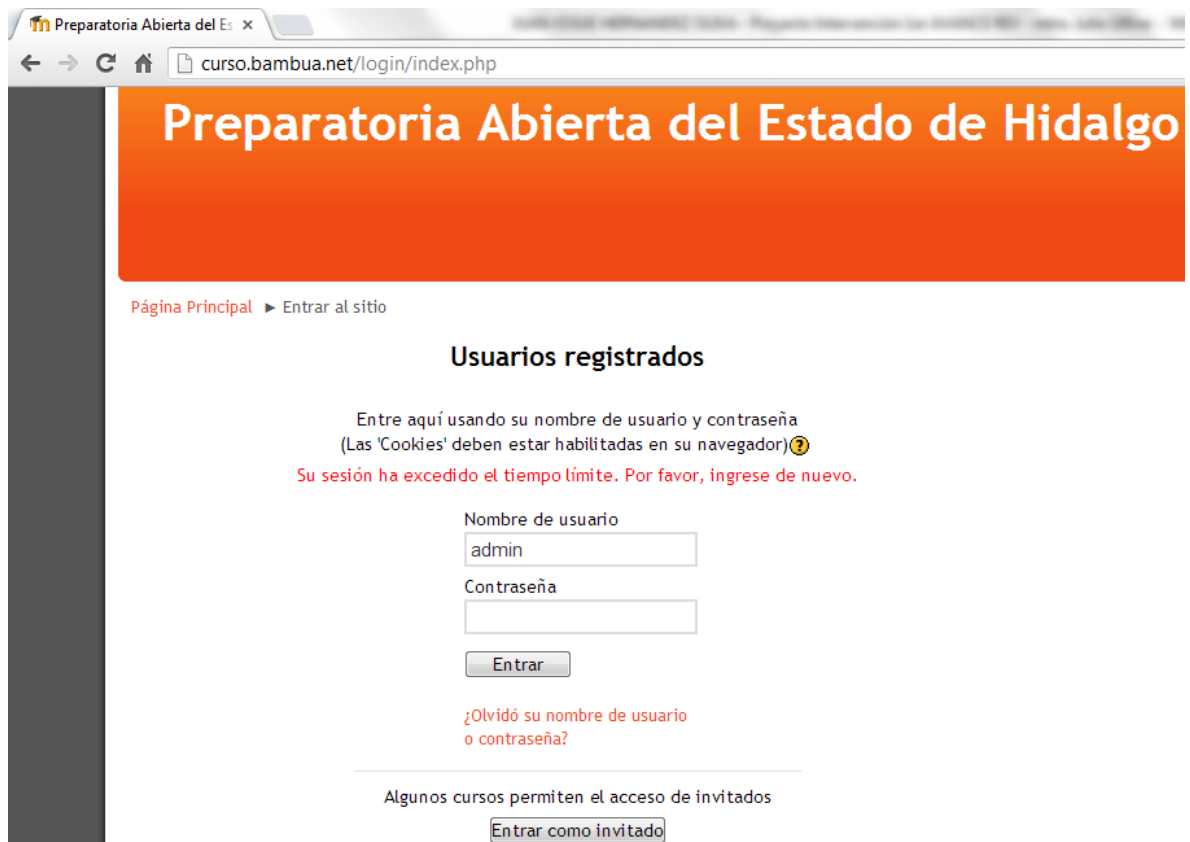 Preparatoria Abierta del Es
curso.bambua.net/login/index.php
Preparatoria Abierta del Estado de Hidalgo
Página Principal ► Entrar al sitio
Usuarios registrados
Entre aquí usando su nombre de usuario y contraseña
(Las 'Cookies' deben estar habilitadas en su navegador)?
Su sesión ha excedido el tiempo límite. Por favor, ingrese de nuevo.
Nombre de usuario
admin
Contraseña
Entrar
¿Olvidó su nombre de usuario
o contraseña?
Algunos cursos permiten el acceso de invitados
Entrar como invitado